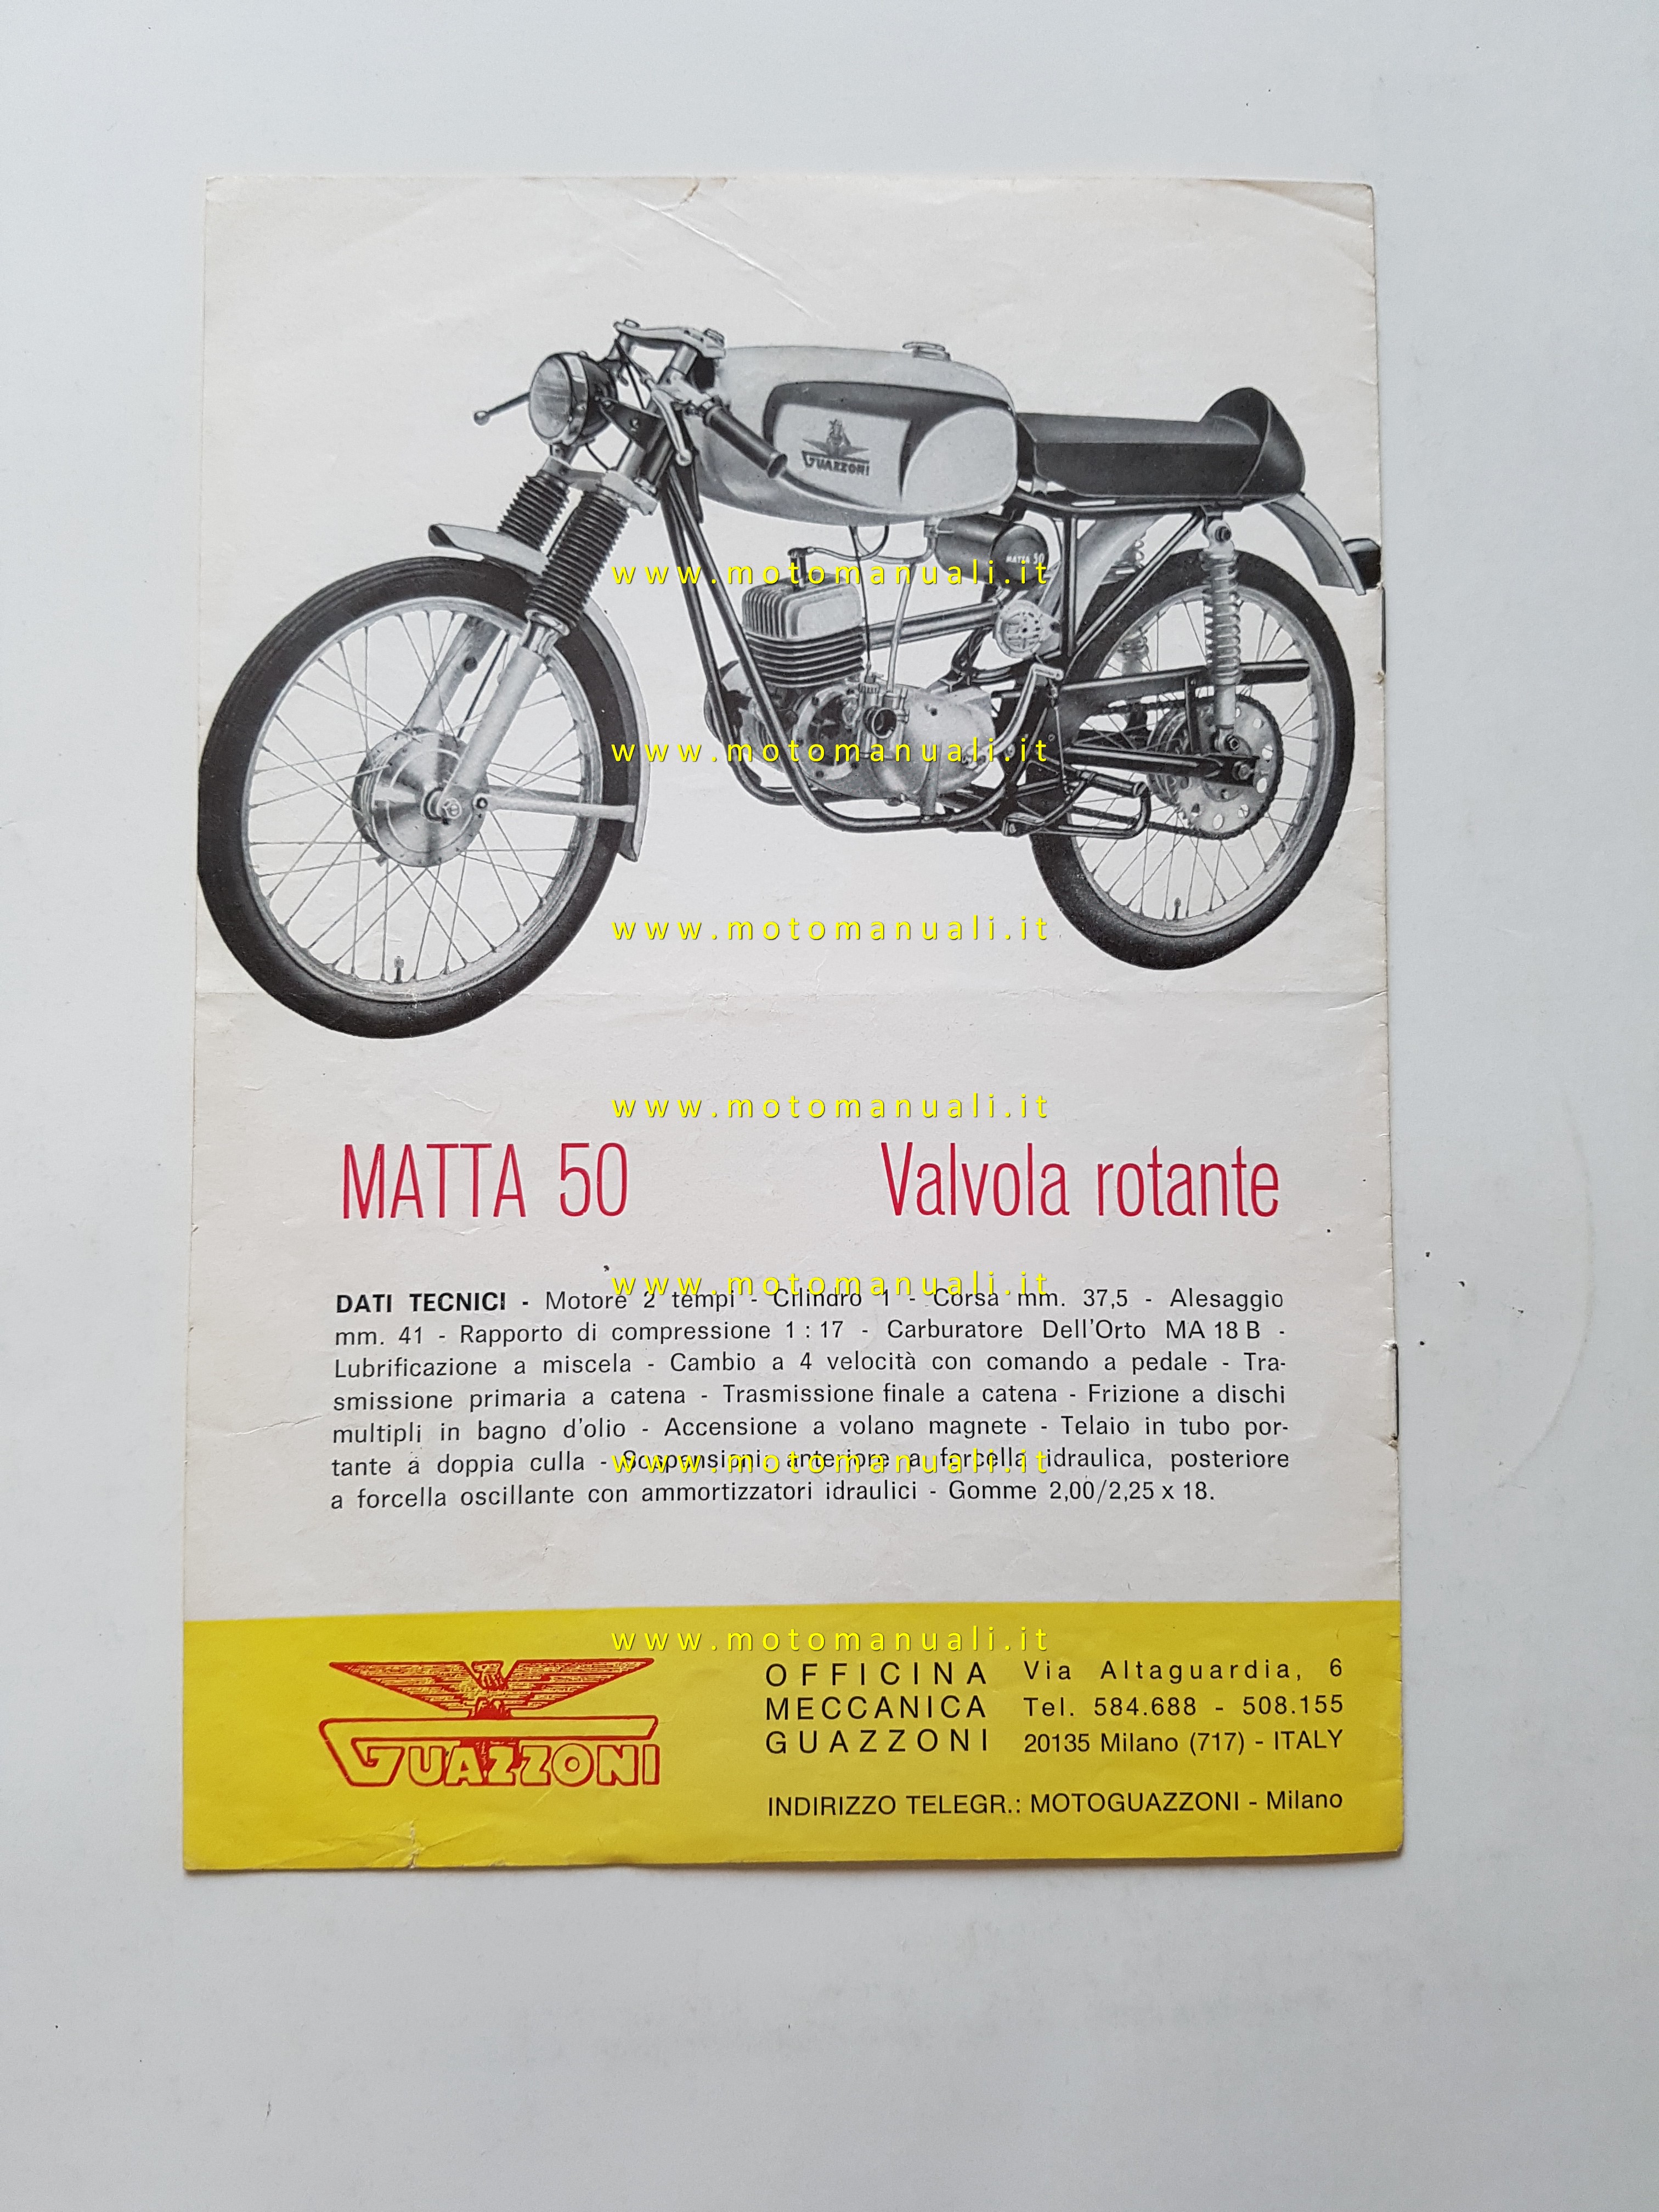 GUAZZONI
MATTA 50
www.motomanuali.it
www.motomanuali.it
www.motomanuali.it
www.motomanuali.it
MATTA 50 Valvola rotante
www.motomanuali.it
DATI TECNICI - Motore 2 tempi - Cilindro 1 - Corsa mm. 37,5 - Alesaggio
mm. 41 - Rapporto di compressione 1 : 17 - Carburatore Dell'Orto MA 18 B -
Lubrificazione a miscela - Cambio a 4 velocità con comando a pedale - Tra-
smissione primaria a catena - Trasmissione finale a catena - Frizione a dischi
multipli in bagno d'olio - Accensione a volano magnete - Telaio in tubo por-
tante a doppia culla - Sospensioni: anteriore a forcella idraulica, posteriore
www.motomanuali.it
a forcella oscillante con ammortizzatori idraulici - Gomme 2,00/2,25 x 18.
www.motomanuali.it
GUAZZONI
OFFICINA Via Altaguardia, 6
MECCANICA Tel. 584.688 - 508.155
GUAZZONI 20135 Milano (717) - ITALY
INDIRIZZO TELEGR.: MOTOGUAZZONI - Milano